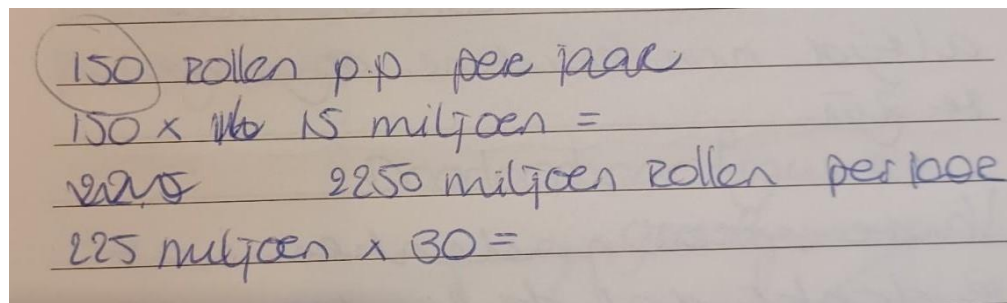 150 rollen p.p per jaar
150 x 15 miljoen =
2250 miljoen rollen per jaar
225 miljoen x 30 =